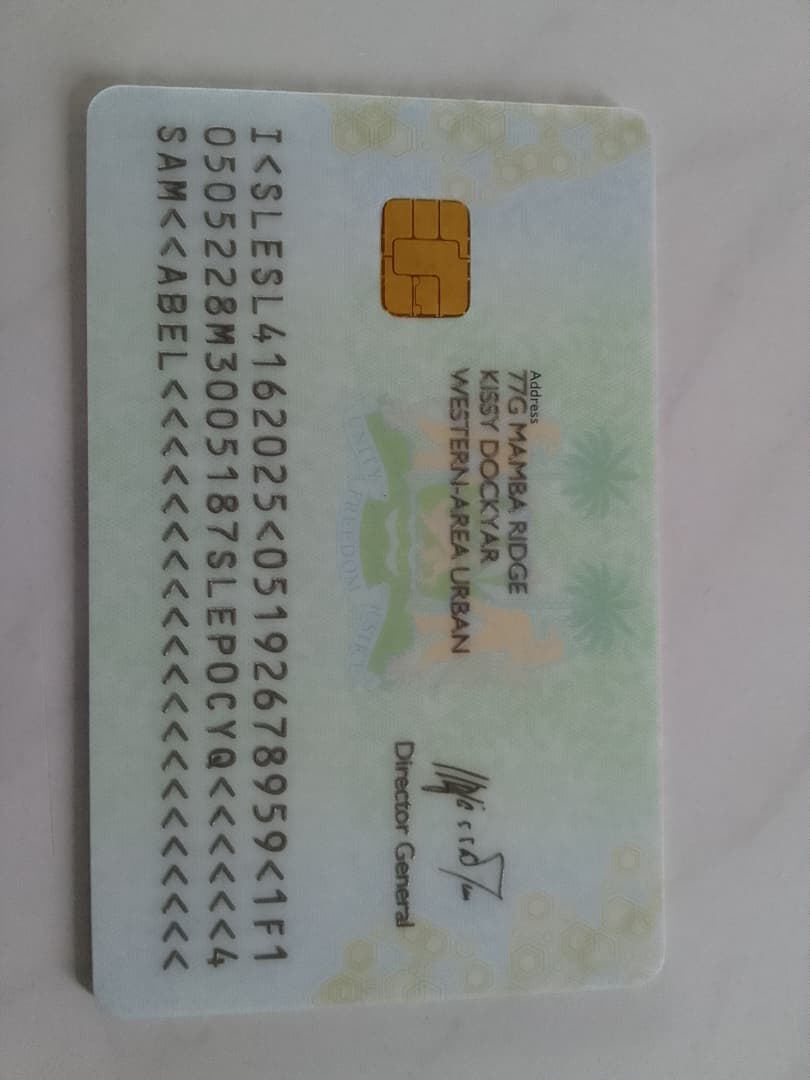 Address
77G MAMBA RIDGE
KISSY DOCKYAR
WESTERN-AREA URBAN
UNITY FREEDOM JUSTICE
Director General
I<SLESL4162025<05192678959<1F1
0505228M3005187SLEPOCYQ<<<<<<4
SAM<<ABEL<<<<<<<<<<<<<<<<<<<<<